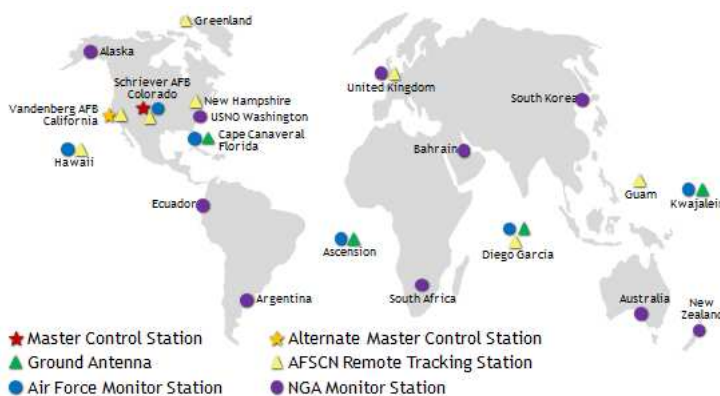 Greenland
Alaska
Schriever AFB
Colorado
United Kingdom
Vandenberg AFB
California
New Hampshire
USNO Washington
South Korea
Cape Canaveral
Florida
Hawaii
Bahrain
Guam
Kwajalein
Ecuador
Ascension
Diego Garcia
Argentina
South Africa
Australia
New
Zealand
Master Control Station
Alternate Master Control Station
Ground Antenna
AFSCN Remote Tracking Station
Air Force Monitor Station
NGA Monitor Station